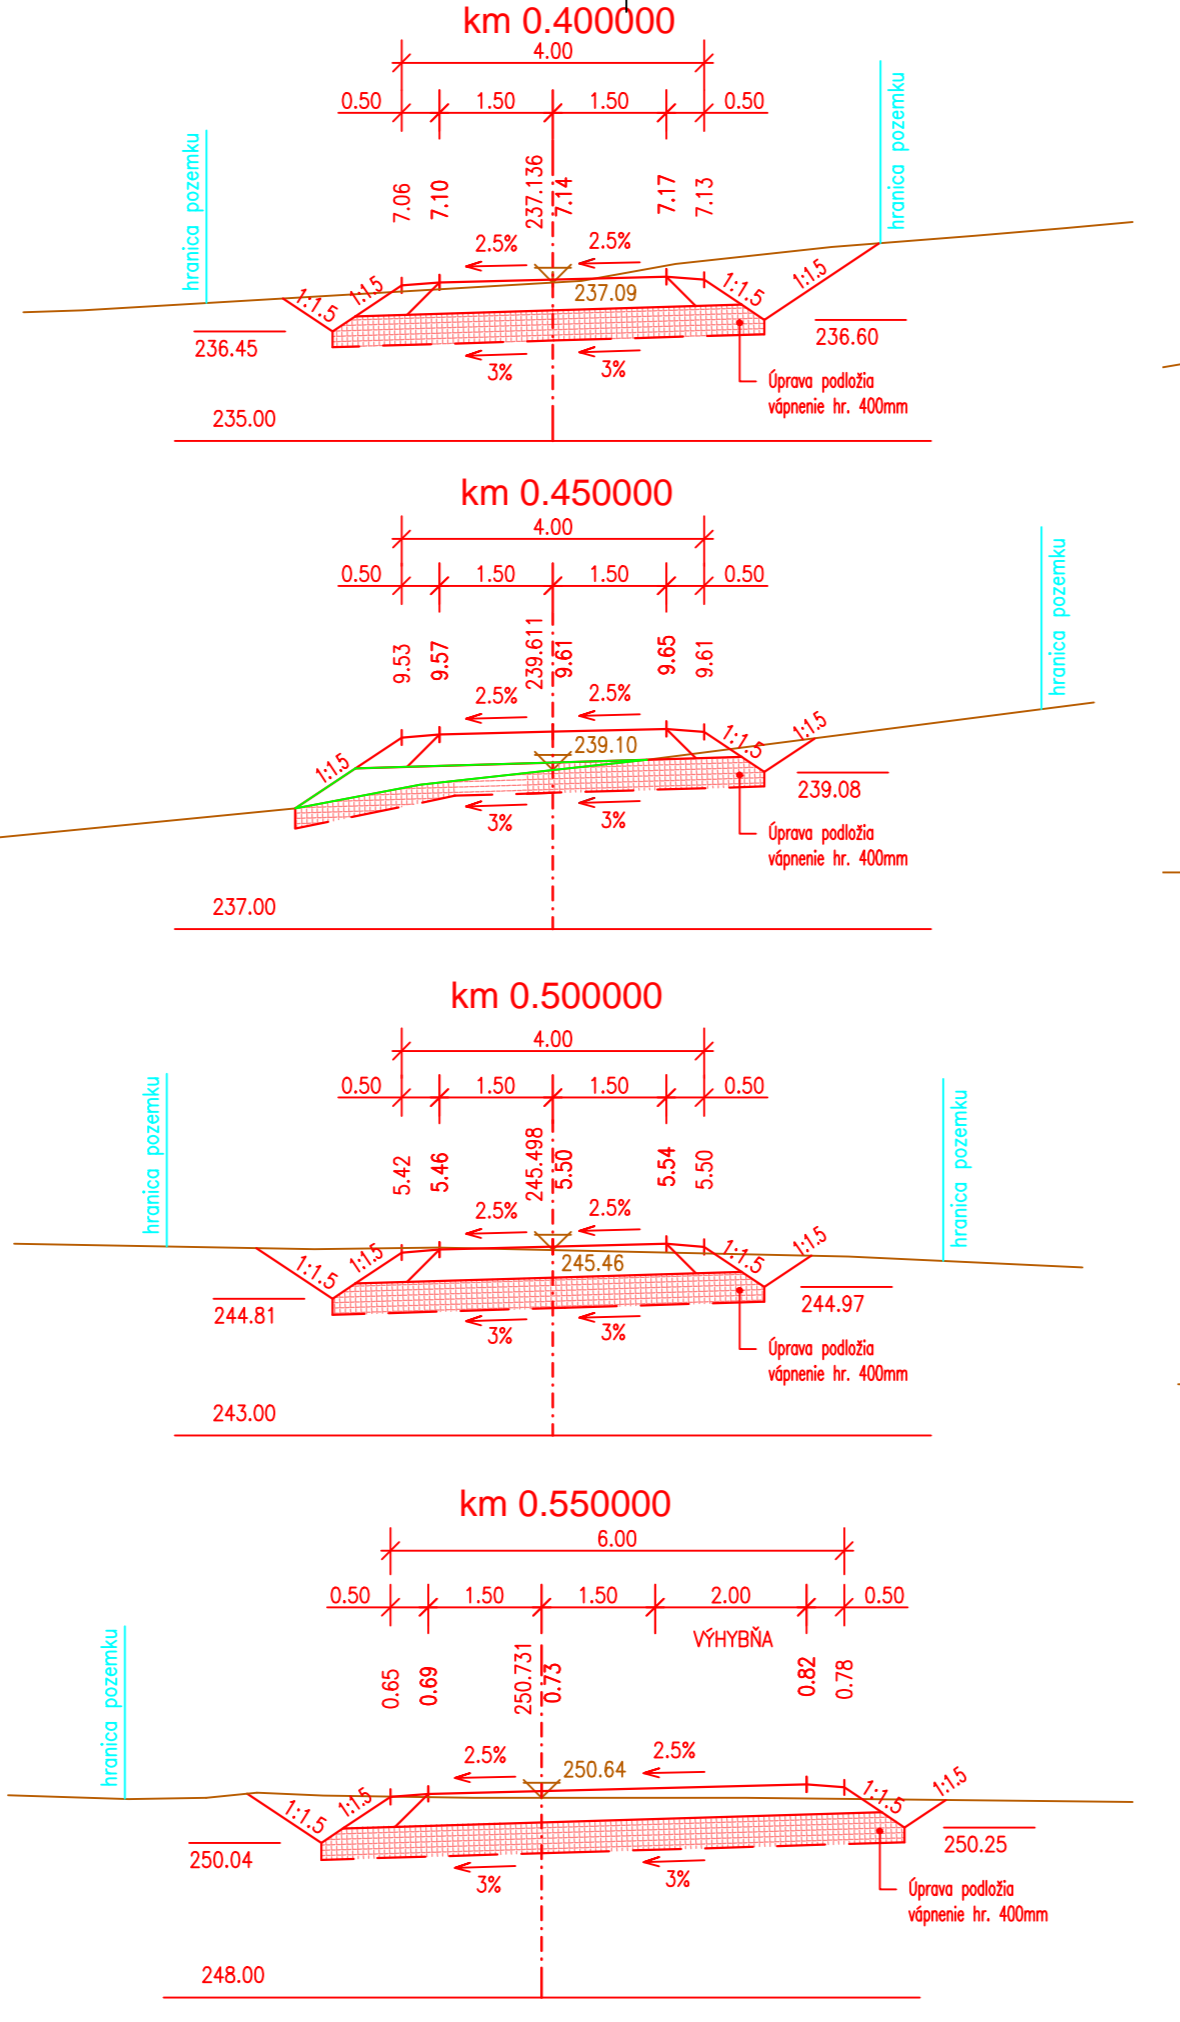 km 0.400000
4.00
0.50 1.50 1.50 0.50
hranica pozemku
hranica pozemku
7.06 7.10 237.136 7.14 7.17 7.13
2.5% 2.5%
1:1.5 1:1.5 237.09 1:1.5 1:1.5
236.45 236.60
3% 3%
Úprava podložia
vápnenie hr. 400mm
235.00
km 0.450000
4.00
0.50 1.50 1.50 0.50
hranica pozemku
9.53 9.57 239.611 9.61 9.65 9.61
2.5% 2.5%
1:1.5 239.10 1:1.5 1:1.5
239.08
3% 3%
Úprava podložia
vápnenie hr. 400mm
237.00
km 0.500000
4.00
0.50 1.50 1.50 0.50
hranica pozemku
hranica pozemku
5.42 5.46 245.498 5.50 5.54 5.50
2.5% 2.5%
1:1.5 1:1.5 245.46 1:1.5 1:1.5
244.81 244.97
3% 3%
Úprava podložia
vápnenie hr. 400mm
243.00
km 0.550000
6.00
0.50 1.50 1.50 2.00 0.50
VÝHYBŇA
hranica pozemku
0.65 0.69 250.731 0.73 0.82 0.78
2.5% 250.64 2.5%
1:1.5 1:1.5 1:1.5 1:1.5
250.04 250.25
3% 3%
Úprava podložia
vápnenie hr. 400mm
248.00